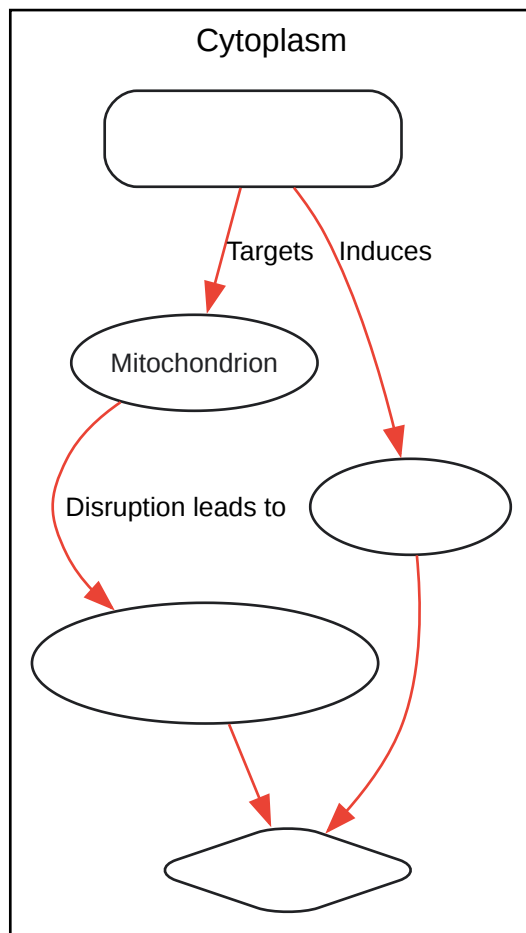 Cytoplasm
Targets
Induces
Mitochondrion
Disruption leads to